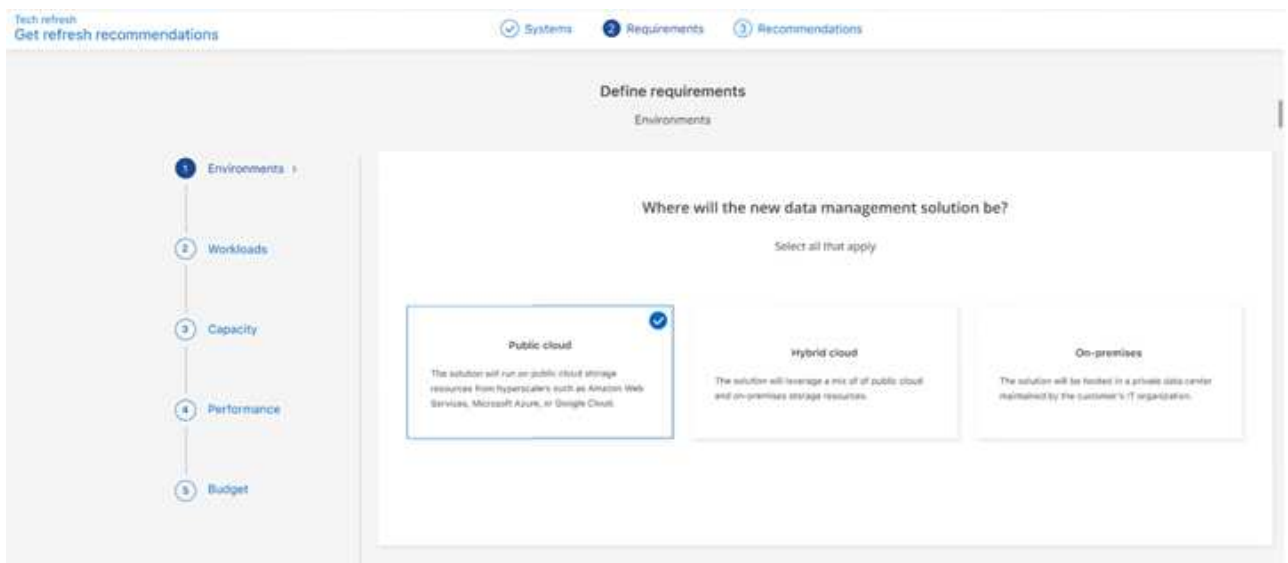 Tech refresh
Get refresh recommendations
Systems
2 Requirements
3 Recommendations
Define requirements
Environments
1 Environments
2 Workloads
3 Capacity
4 Performance
5 Budget
Where will the new data management solution be?
Select all that apply
Public cloud
The solution will run on public cloud storage
resources from hyperscalers such as Amazon Web
Services, Microsoft Azure, or Google Cloud.
Hybrid cloud
The solution will leverage a mix of of public cloud
and on-premises storage resources.
On-premises
The solution will be hosted in a private data center
maintained by the customer's IT organization.